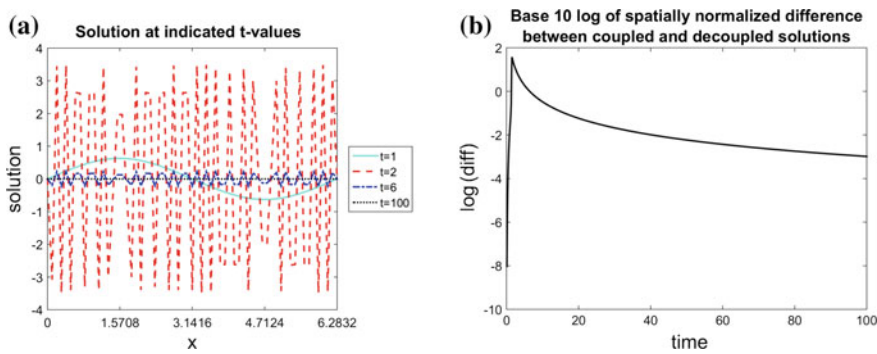 (a)
Solution at indicated t-values
solution
4
3
2
1
0
-1
-2
-3
-4
0
1.5708
3.1416
4.7124
6.2832
x
t=1
t=2
t=6
t=100
(b)
Base 10 log of spatially normalized difference
between coupled and decoupled solutions
log (diff)
2
0
-2
-4
-6
-8
-10
0
20
40
60
80
100
time